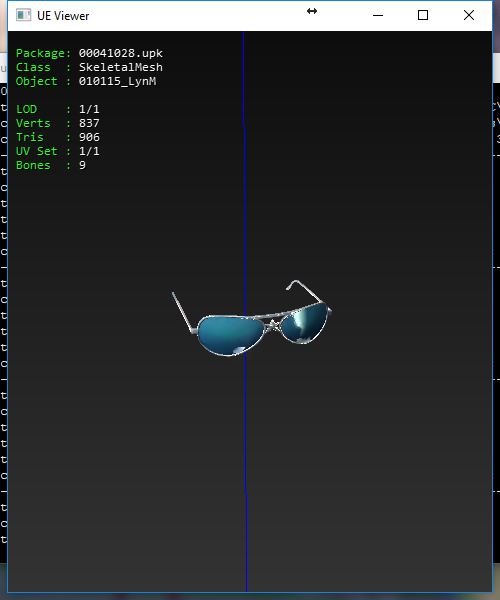 UE Viewer
Package: 00041028.upk
Class : SkeletalMesh
Object : 010115_LynM
LOD : 1/1
Verts : 837
Tris : 906
UV Set : 1/1
Bones : 9